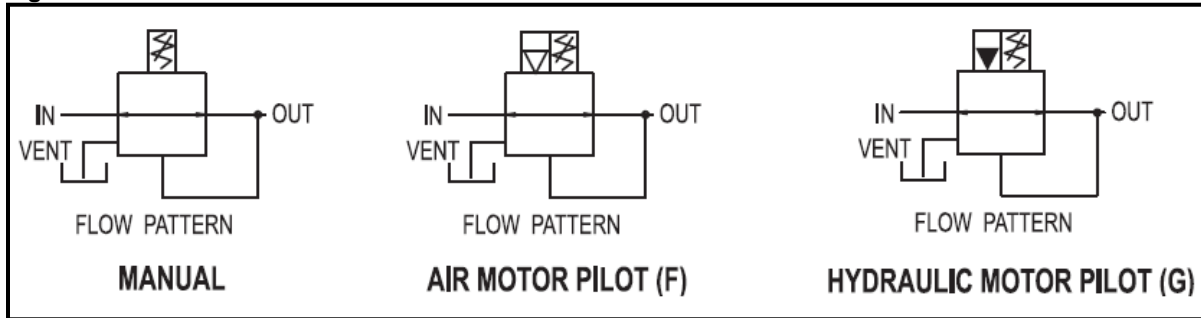 IN
OUT
VENT
FLOW PATTERN
MANUAL
IN
OUT
VENT
FLOW PATTERN
AIR MOTOR PILOT (F)
IN
OUT
VENT
FLOW PATTERN
HYDRAULIC MOTOR PILOT (G)